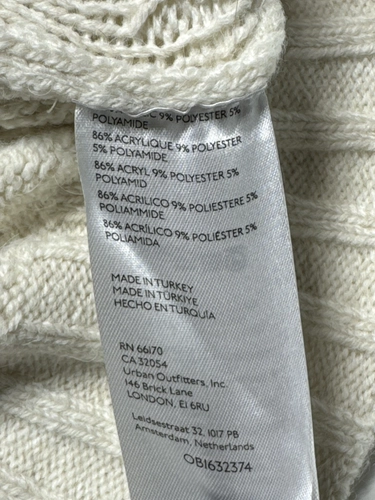 9% POLYESTER 5%
POLYAMIDE
86% ACRYLIQUE 9% POLYESTER
5% POLYAMIDE
86% ACRYL 9% POLYESTER 5%
POLYAMID
86% ACRILICO 9% POLIESTERE 5%
POLIAMMIDE
86% ACRÍLICO 9% POLIÉSTER 5%
POLIAMIDA
MADE IN TURKEY
MADE IN TÜRKIYE
HECHO EN TURQUÍA
RN 66170
CA 32054
Urban Outfitters, Inc.
146 Brick Lane
LONDON, E1 6RU
Leidsestraat 32, 1017 PB
Amsterdam, Netherlands
OB1632374